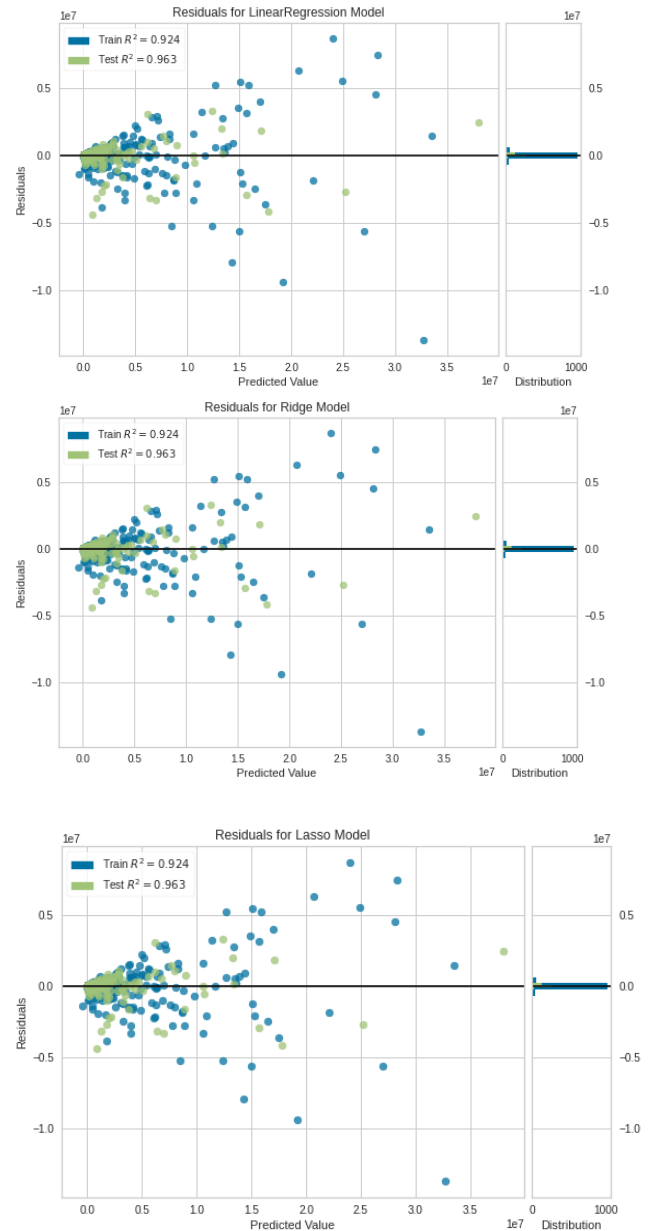 Residuals for LinearRegression Model
1e7
1e7
Train R² = 0.924
Test R² = 0.963
0.5
0.5
0.0
0.0
−0.5
−0.5
−1.0
−1.0
Residuals
0.0 0.5 1.0 1.5 2.0 2.5 3.0 3.5
0 1000
Predicted Value
1e7
Distribution
Residuals for Ridge Model
1e7
1e7
Train R² = 0.924
Test R² = 0.963
0.5
0.5
0.0
0.0
−0.5
−0.5
−1.0
−1.0
Residuals
0.0 0.5 1.0 1.5 2.0 2.5 3.0 3.5
0 1000
Predicted Value
1e7
Distribution
Residuals for Lasso Model
1e7
1e7
Train R² = 0.924
Test R² = 0.963
0.5
0.5
0.0
0.0
−0.5
−0.5
−1.0
−1.0
Residuals
0.0 0.5 1.0 1.5 2.0 2.5 3.0 3.5
0 1000
Predicted Value
1e7
Distribution